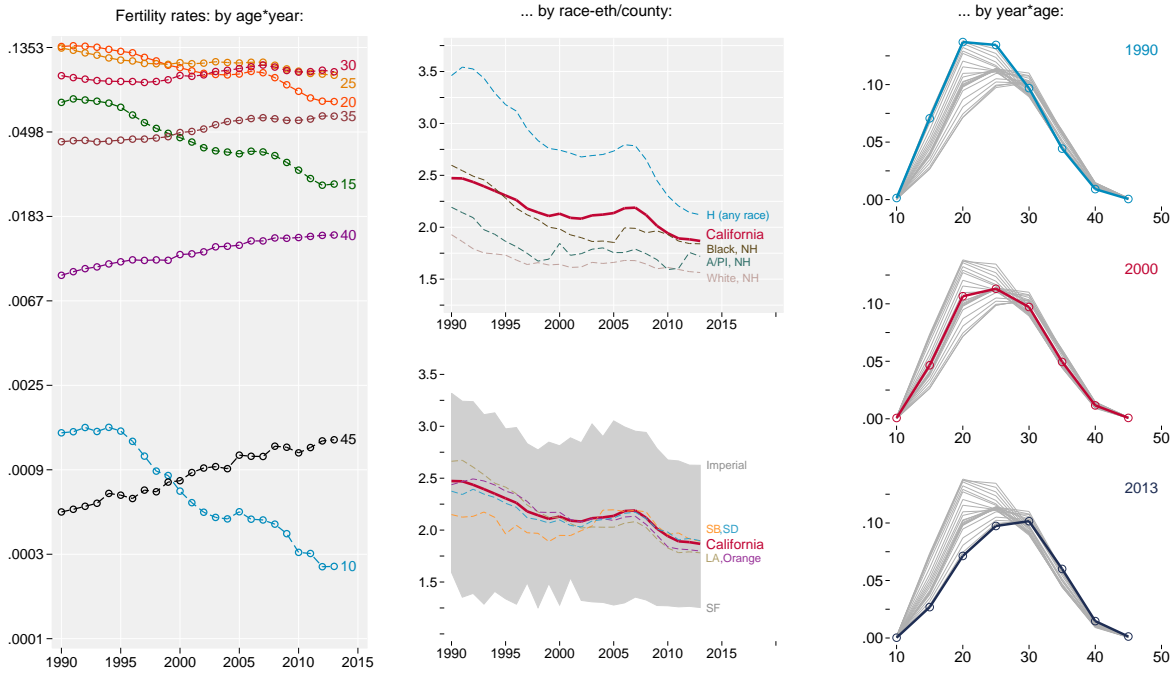 Fertility rates: by age*year:
.1353
.0498
.0183
.0067
.0025
.0009
.0003
.0001
30
25
20
35
15
40
45
10
1990 1995 2000 2005 2010 2015
... by race-eth/county:
3.5
3.0
2.5
2.0
1.5
H (any race)
California
Black, NH
A/PI, NH
White, NH
1990 1995 2000 2005 2010 2015
3.5
3.0
2.5
2.0
1.5
Imperial
SB,SD
California
LA,Orange
SF
1990 1995 2000 2005 2010 2015
... by year*age:
1990
.10
.05
.00
10 20 30 40 50
2000
.10
.05
.00
10 20 30 40 50
2013
.10
.05
.00
10 20 30 40 50